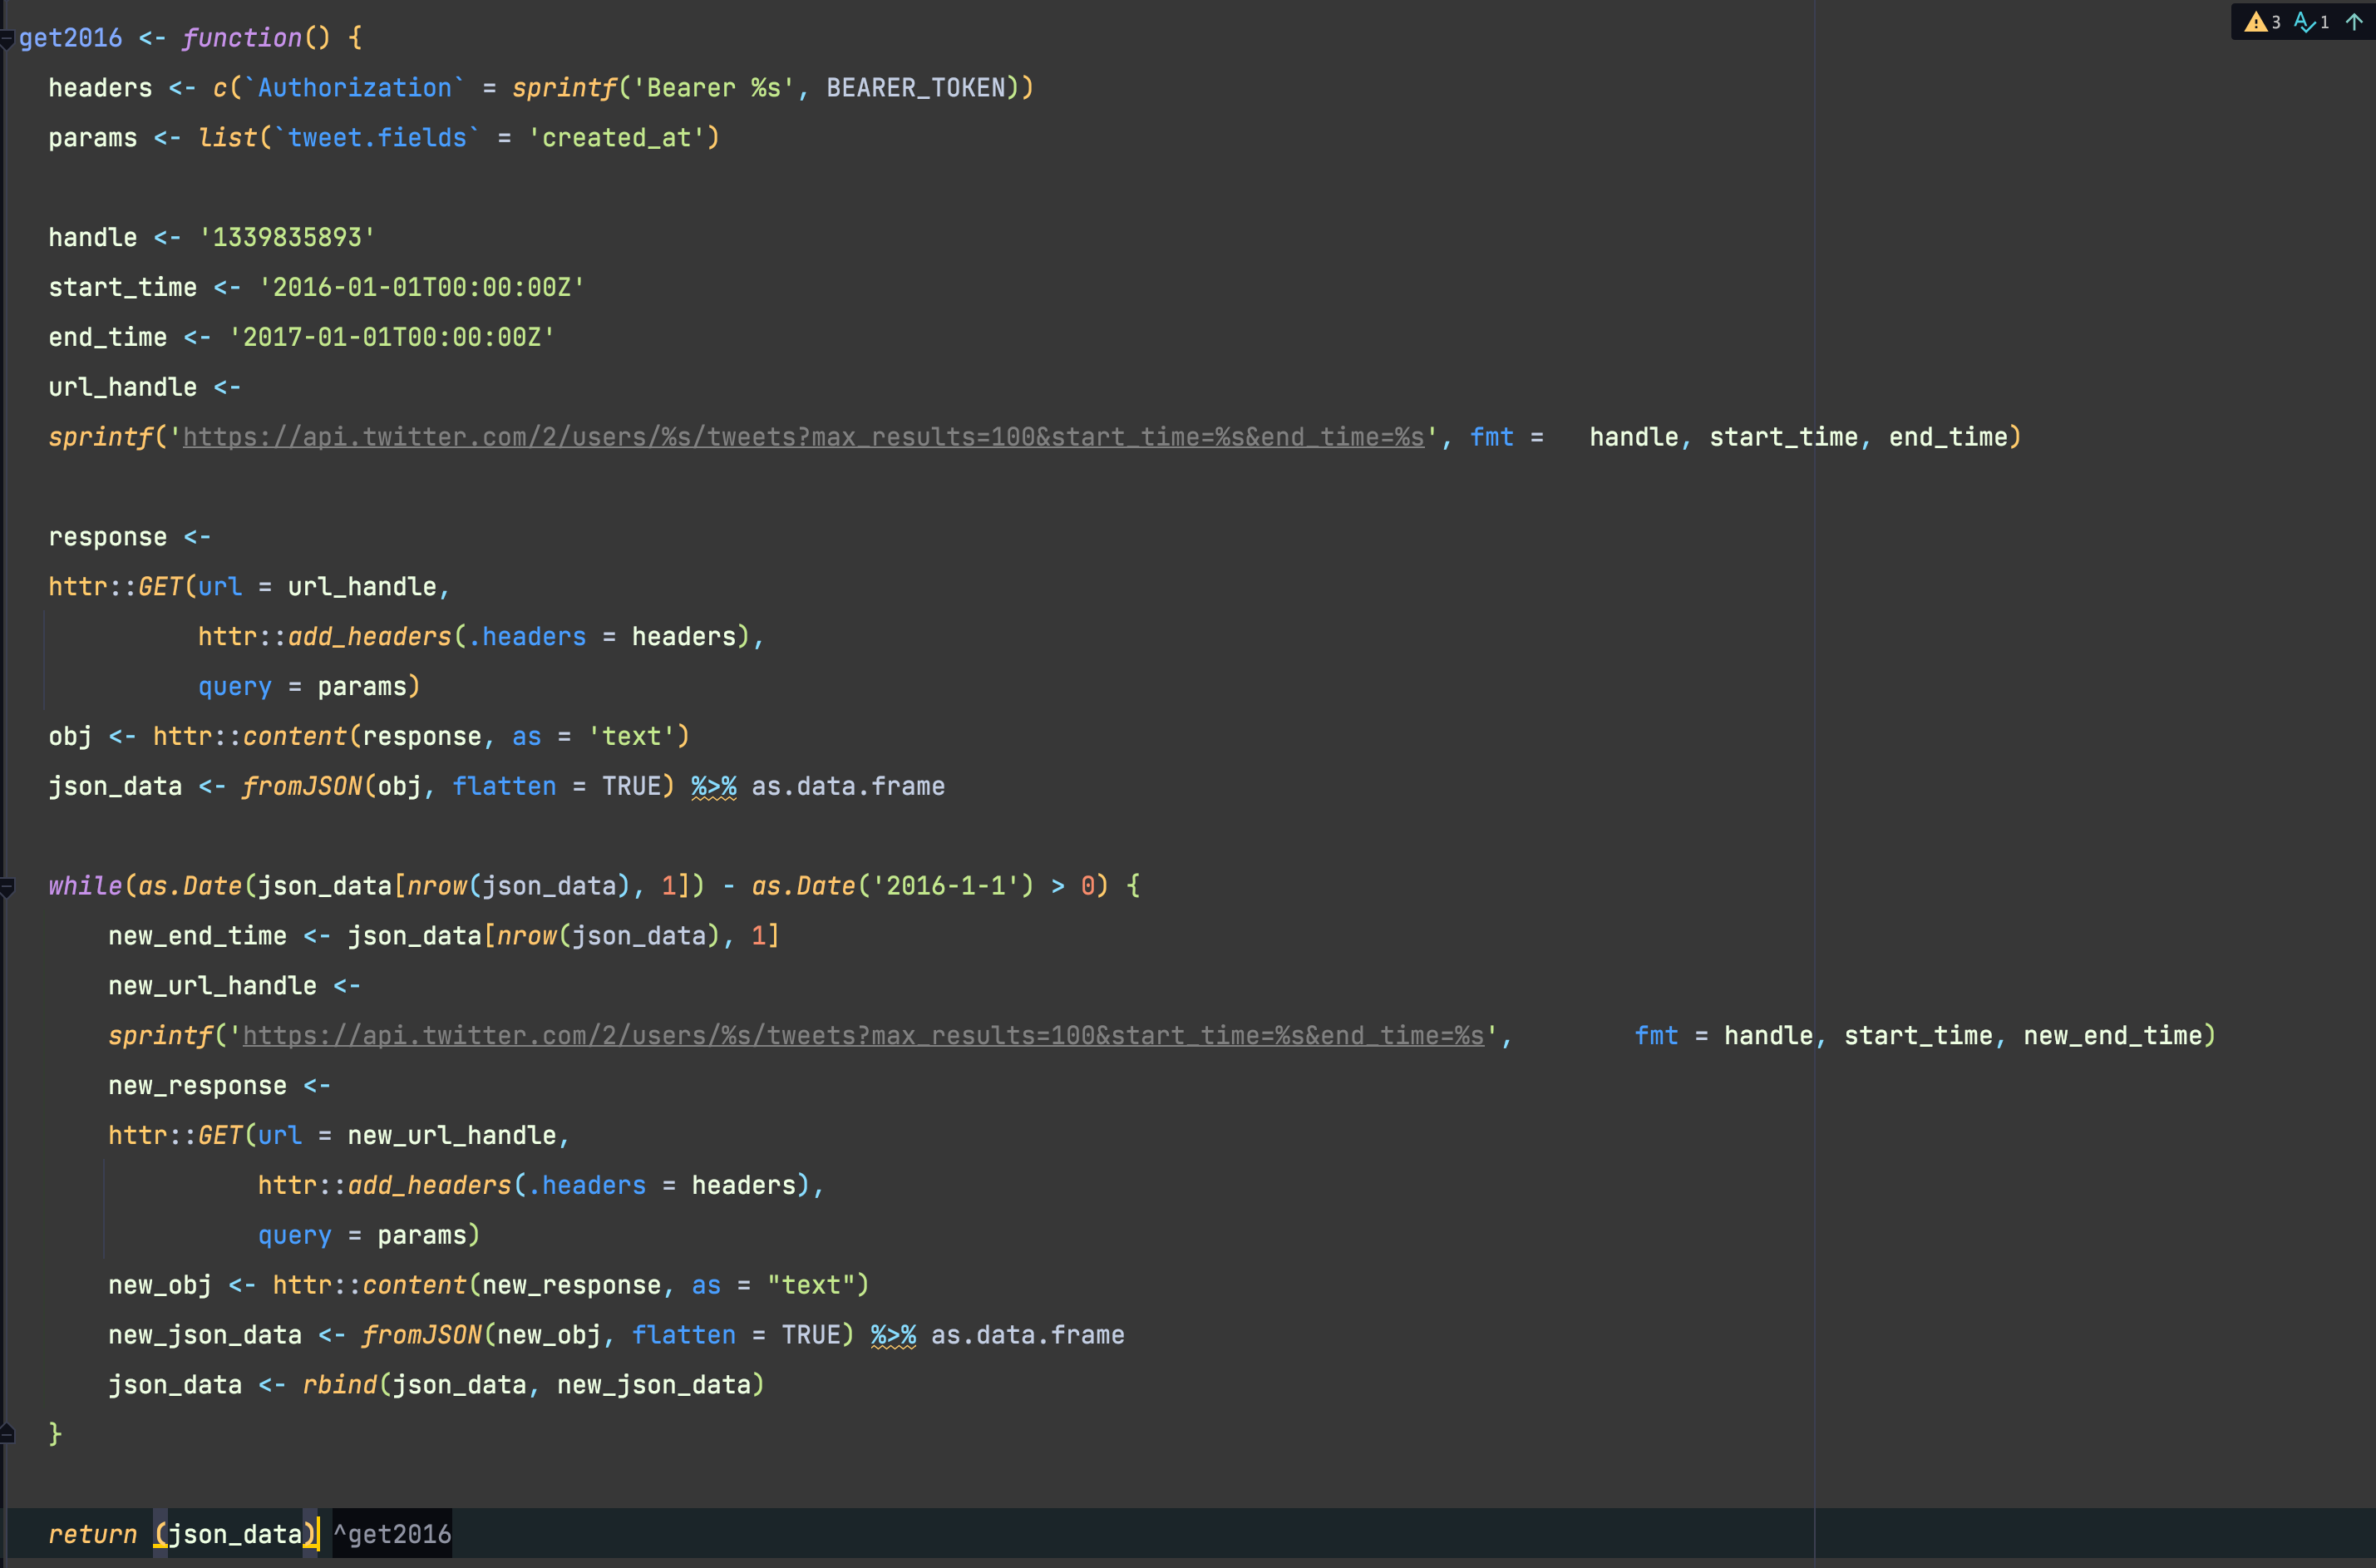 get2016 <- function() {
headers <- c(`Authorization` = sprintf('Bearer %s', BEARER_TOKEN))
params <- list(`tweet.fields` = 'created_at')
handle <- '1339835893'
start_time <- '2016-01-01T00:00:00Z'
end_time <- '2017-01-01T00:00:00Z'
url_handle <-
sprintf('https://api.twitter.com/2/users/%s/tweets?max_results=100&start_time=%s&end_time=%s', fmt = handle, start_time, end_time)
response <-
httr::GET(url = url_handle,
httr::add_headers(.headers = headers),
query = params)
obj <- httr::content(response, as = 'text')
json_data <- fromJSON(obj, flatten = TRUE) %>% as.data.frame
while(as.Date(json_data[nrow(json_data), 1]) - as.Date('2016-1-1') > 0) {
new_end_time <- json_data[nrow(json_data), 1]
new_url_handle <-
sprintf('https://api.twitter.com/2/users/%s/tweets?max_results=100&start_time=%s&end_time=%s', fmt = handle, start_time, new_end_time)
new_response <-
httr::GET(url = new_url_handle,
httr::add_headers(.headers = headers),
query = params)
new_obj <- httr::content(new_response, as = "text")
new_json_data <- fromJSON(new_obj, flatten = TRUE) %>% as.data.frame
json_data <- rbind(json_data, new_json_data)
}
return (json_data) ^get2016
3 1